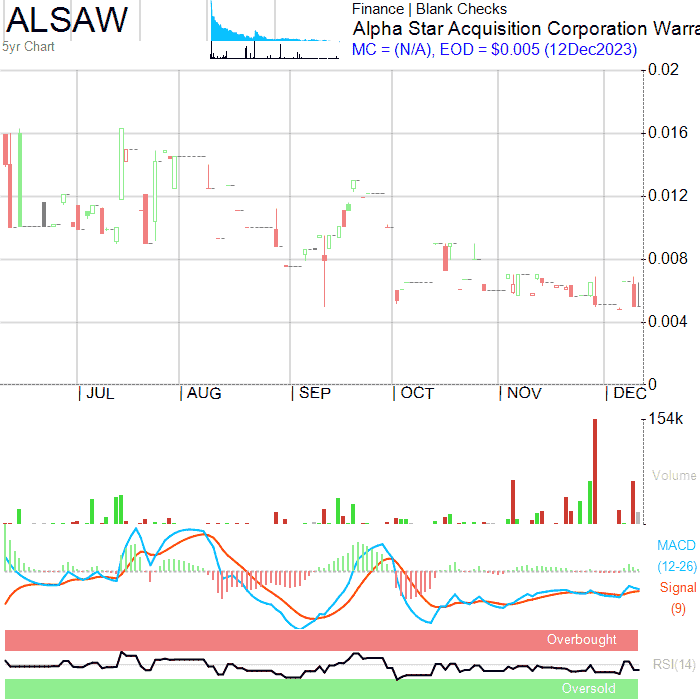 ALSAW
5yr Chart
Finance | Blank Checks
Alpha Star Acquisition Corporation Warra
MC = (N/A), EOD = $0.005 (12Dec2023)
0.02
0.016
0.012
0.008
0.004
0
| JUL | AUG | SEP | OCT | NOV | DEC
154k
Volume
MACD
(12-26)
Signal
(9)
Overbought
RSI(14)
Oversold